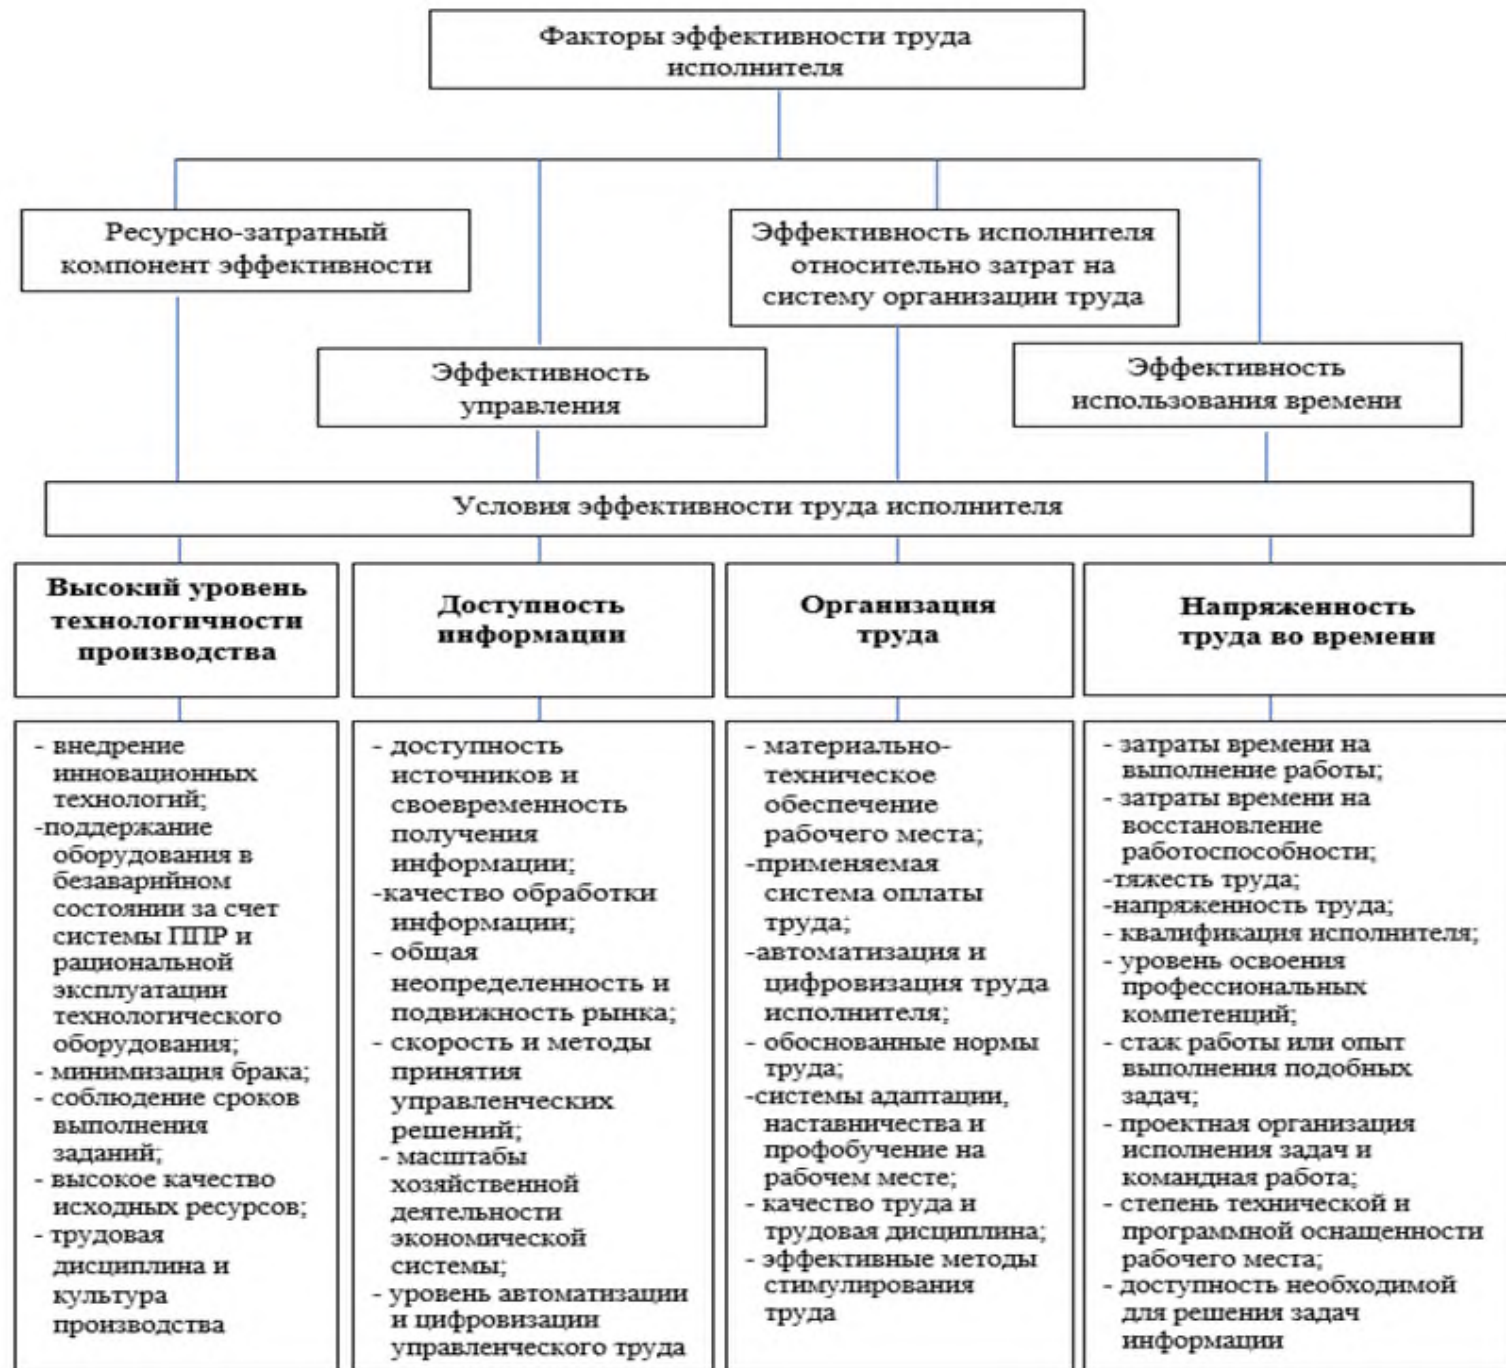 Факторы эффективности труда
исполнителя
Ресурсно-затратный
компонент эффективности
Эффективность исполнителя
относительно затрат на
систему организации труда
Эффективность
управления
Эффективность
использования времени
Условия эффективности труда исполнителя
Высокий уровень
технологичности
производства
Доступность
информации
Организация
труда
Напряженность
труда во времени
- внедрение
инновационных
технологий;
-поддержание
оборудования в
безаварийном
состоянии за счет
системы ППР и
рациональной
эксплуатации
технологического
оборудования;
- минимизация брака;
- соблюдение сроков
выполнения
заданий;
- высокое качество
исходных ресурсов;
- трудовая
дисциплина и
культура
производства
- доступность
источников и
своевременность
получения
информации;
-качество обработки
информации;
- общая
неопределенность и
подвижность рынка;
- скорость и методы
принятия
управленческих
решений;
- масштабы
хозяйственной
деятельности
экономической
системы;
- уровень автоматизации
и цифровизации
управленческого труда
- материально-
техническое
обеспечение
рабочего места;
-применяемая
система оплаты
труда;
-автоматизация и
цифровизация труда
исполнителя;
- обоснованные нормы
труда;
-системы адаптации,
наставничества и
профобучение на
рабочем месте;
- качество труда и
трудовая дисциплина;
- эффективные методы
стимулирования
труда
- затраты времени на
выполнение работы;
- затраты времени на
восстановление
работоспособности;
-тяжесть труда;
-напряженность труда;
- квалификация исполнителя;
- уровень освоения
профессиональных
компетенций;
- стаж работы или опыт
выполнения подобных
задач;
- проектная организация
исполнения задач и
командная работа;
- степень технической и
программной оснащенности
рабочего места;
- доступность необходимой
для решения задач
информации